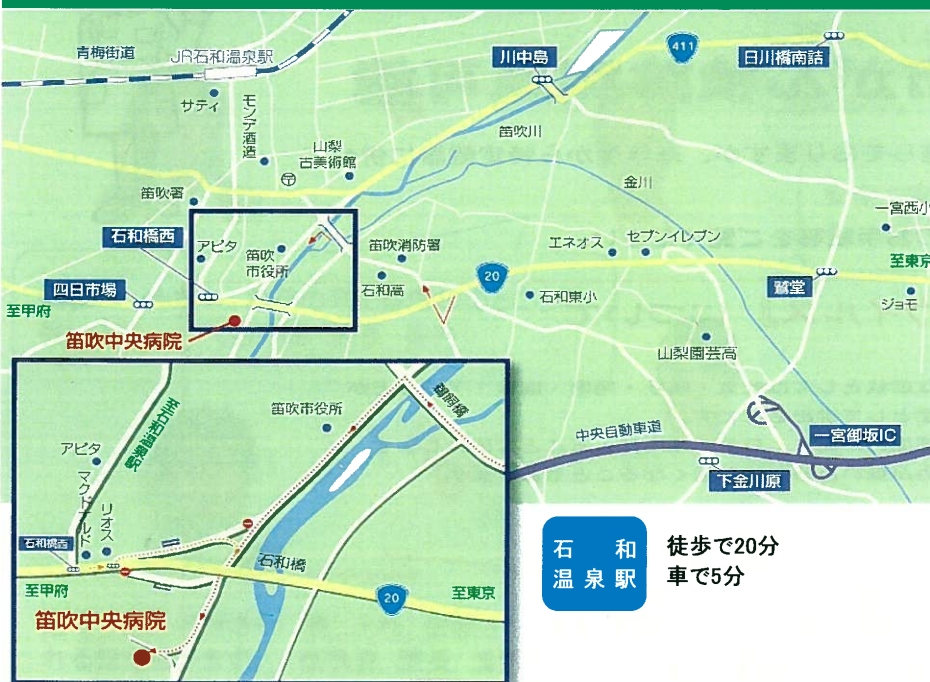 青梅街道
JR石和温泉駅
サティ
モンデ酒造
山梨
古美術館
笛吹署
川中島
411
日川橋南詰
笛吹川
金川
一宮西小
石和橋西
アピタ
笛吹
市役所
笛吹消防署
石和高
エネオス
セブンイレブン
20
至東京
四日市場
至甲府
石和東小
鵞堂
ジョモ
笛吹中央病院
山梨園芸高
中央自動車道
一宮御坂IC
下金川原
至石和温泉駅
笛吹市役所
鵜飼橋
アピタ
マクドナルド
リオス
石和橋西
石和橋
至甲府
20
至東京
笛吹中央病院
石和
温泉駅
徒歩で20分
車で5分